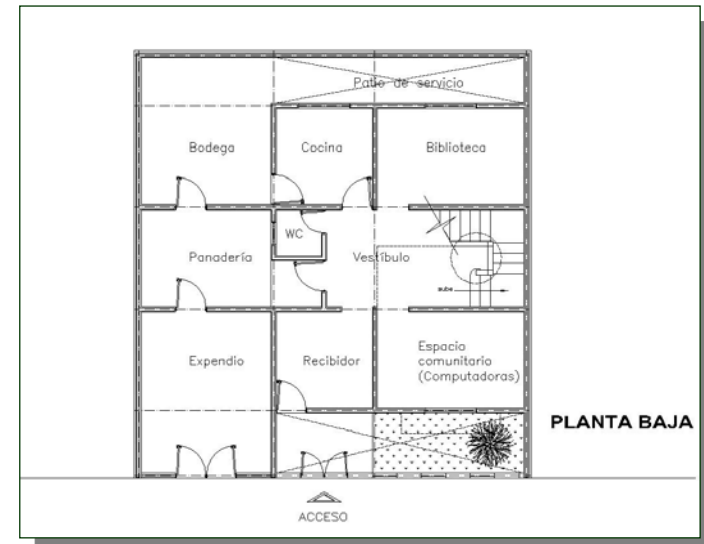 Patio de servicio
Bodega
Cocina
Biblioteca
WC
Panadería
Vestíbulo
sube
Expendio
Recibidor
Espacio
comunitario
(Computadoras)
PLANTA BAJA
ACCESO